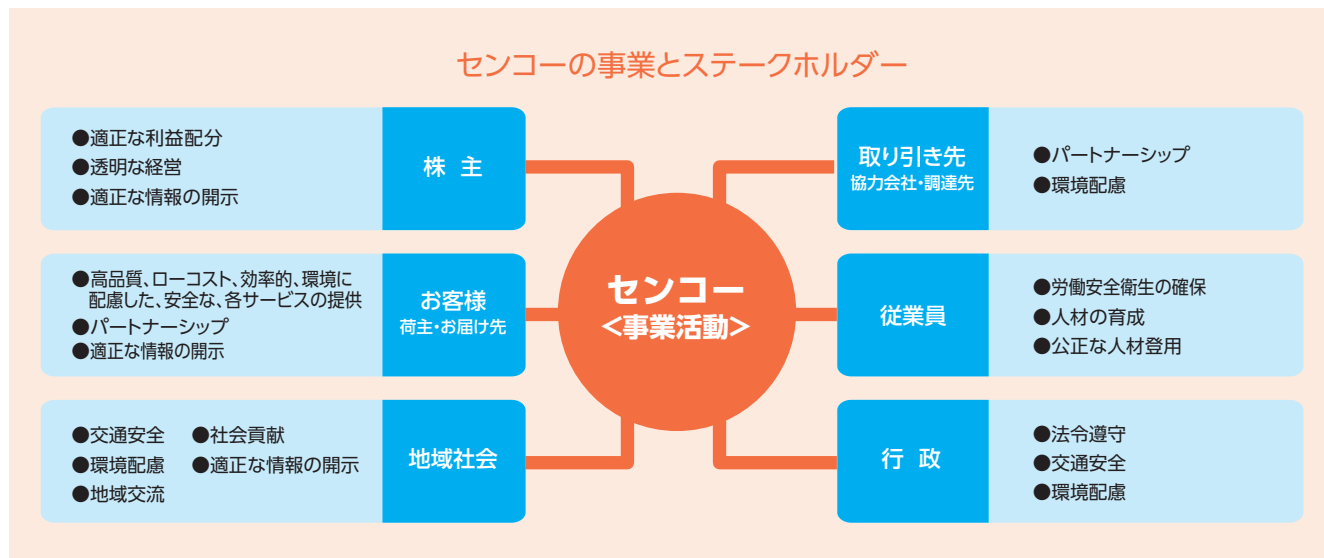 センコーの事業とステークホルダー
●適正な利益配分
●透明な経営
●適正な情報の開示
株 主
●高品質、ローコスト、効率的、環境に
配慮した、安全な、各サービスの提供
●パートナーシップ
●適正な情報の開示
お客様
荷主・お届け先
●交通安全 ●社会貢献
●環境配慮 ●適正な情報の開示
●地域交流
地域社会
センコー
<事業活動>
取り引き先
協力会社・調達先
●パートナーシップ
●環境配慮
従業員
●労働安全衛生の確保
●人材の育成
●公正な人材登用
行 政
●法令遵守
●交通安全
●環境配慮